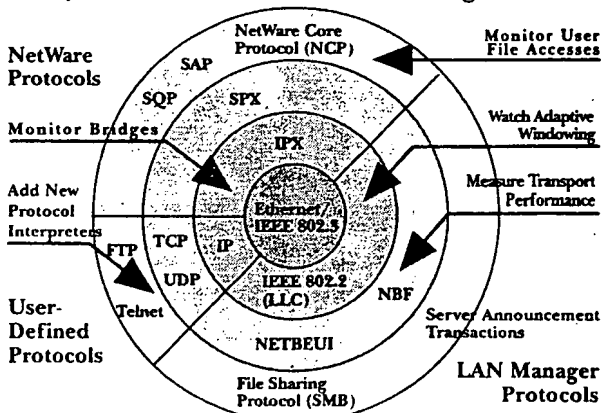 NetWare Core
Protocol (NCP)
Monitor User
File Accesses
NetWare
Protocols
SAP
SQP
SPX
Monitor Bridges
IPX
Watch Adaptive
Windowing
Measure Transport
Performance
Add New
Protocol
Interpreters
Ethernet/
IEEE 802.3
FTP
TCP
IP
UDP
IEEE 802.2
(LLC)
NBF
Telnet
User-
Defined
Protocols
Server Announcement
Transactions
NETBEUI
LAN Manager
Protocols
File Sharing
Protocol (SMB)